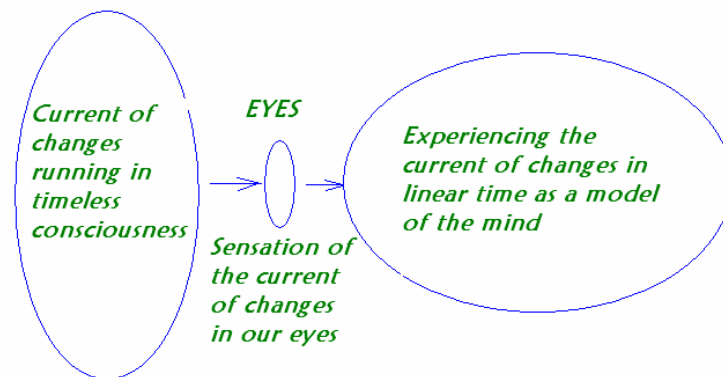 Current of
changes
running in
timeless
consciousness
EYES
Sensation of
the current
of changes
in our eyes
Experiencing the
current of changes in
linear time as a model
of the mind